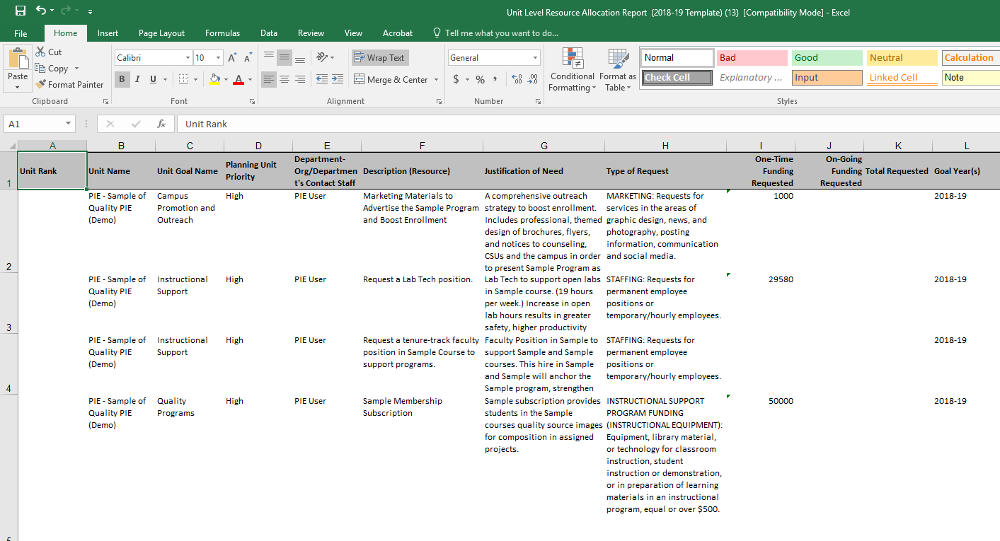 Unit Level Resource Allocation Report (2018-19 Template) (13) [Compatibility Mode] - Excel
File Home Insert Page Layout Formulas Data Review View Acrobat Tell me what you want to do...
Paste
Cut
Copy
Format Painter
Clipboard
Calibri 10 A A
B I U A
Font
Wrap Text
Merge & Center
Alignment
General
$ % ,
Number
Conditional
Formatting
Format as
Table
Normal Bad Good Neutral Calculation
Check Cell Explanatory ... Input Linked Cell Note
Styles
A1 fx Unit Rank
A B C D E F G H I J K L
1
Unit Rank
Unit Name
Unit Goal Name
Planning Unit
Priority
Department-
Org/Departmen
t's Contact Staff
Description (Resource)
Justification of Need
Type of Request
One-Time
Funding
Requested
On-Going
Funding
Requested
Total Requested
Goal Year(s)
2
PIE - Sample of
Quality PIE
(Demo)
Campus
Promotion and
Outreach
High
PIE User
Marketing Materials to
Advertise the Sample Program
and Boost Enrollment
A comprehensive outreach
strategy to boost enrollment.
Includes professional, themed
design of brochures, flyers,
and notices to counseling,
CSUs and the campus in order
to present Sample Program as
MARKETING: Requests for
services in the areas of
graphic design, news, and
photography, posting
information, communication
and social media.
1000
2018-19
3
PIE - Sample of
Quality PIE
(Demo)
Instructional
Support
High
PIE User
Request a Lab Tech position.
Lab Tech to support open labs
in Sample course. (19 hours
per week.) Increase in open
lab hours results in greater
safety, higher productivity
STAFFING: Requests for
permanent employee
positions or
temporary/hourly employees.
29580
2018-19
4
PIE - Sample of
Quality PIE
(Demo)
Instructional
Support
High
PIE User
Request a tenure-track faculty
position in Sample Course to
support programs.
Faculty Position in Sample to
support Sample and Sample
courses. This hire in Sample
and Sample will anchor the
Sample program, strengthen
STAFFING: Requests for
permanent employee
positions or
temporary/hourly employees.
2018-19
5
PIE - Sample of
Quality PIE
(Demo)
Quality
Programs
High
PIE User
Sample Membership
Subscription
Sample subscription provides
students in the Sample
courses quality source images
for composition in assigned
projects.
INSTRUCTIONAL SUPPORT
PROGRAM FUNDING
(INSTRUCTIONAL EQUIPMENT):
Equipment, library material,
or technology for classroom
instruction, student
instruction or demonstration,
or in preparation of learning
materials in an instructional
program, equal or over $500.
50000
2018-19